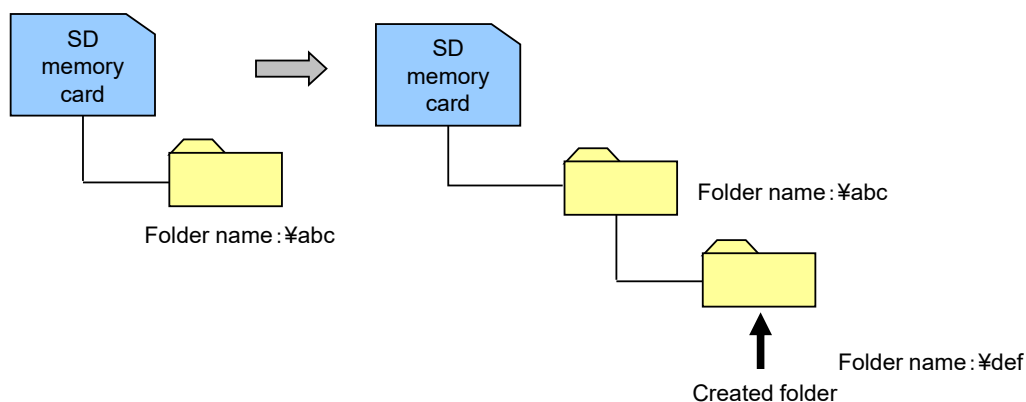 SD
memory
card
Folder name：¥abc
SD
memory
card
Folder name：¥abc
Folder name：¥def
Created folder